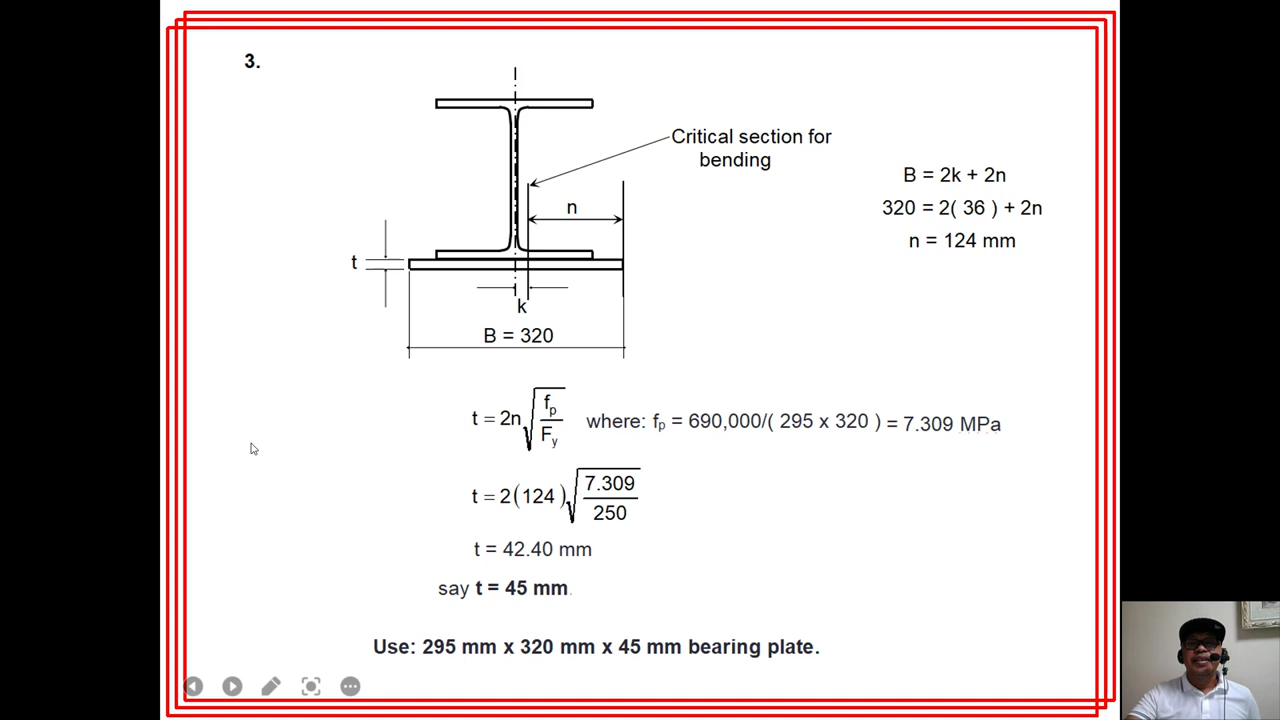 3.
Critical section for
bending
B = 2k + 2n
320 = 2( 36 ) + 2n
n = 124 mm
n
t
k
B = 320
t = 2n√(fp/Fy) where: fp = 690,000/( 295 x 320 ) = 7.309 MPa
t = 2(124)√(7.309/250)
t = 42.40 mm
say t = 45 mm.
Use: 295 mm x 320 mm x 45 mm bearing plate.